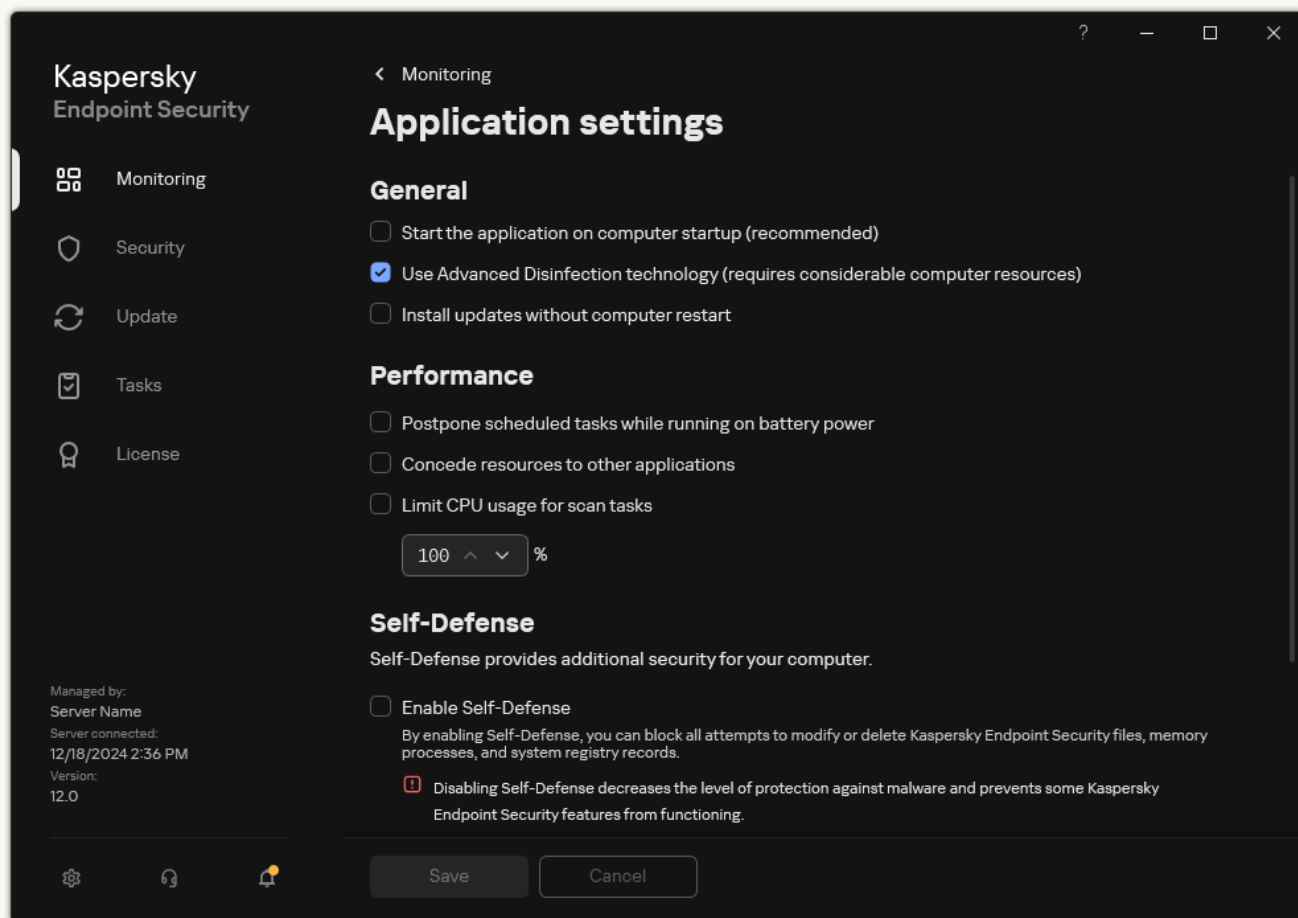 ?
Kaspersky
Endpoint Security
Monitoring
Security
Update
Tasks
License
Managed by:
Server Name
Server connected:
12/18/2024 2:36 PM
Version:
12.0
Monitoring
Application settings
General
Start the application on computer startup (recommended)
Use Advanced Disinfection technology (requires considerable computer resources)
Install updates without computer restart
Performance
Postpone scheduled tasks while running on battery power
Concede resources to other applications
Limit CPU usage for scan tasks
100 %
Self-Defense
Self-Defense provides additional security for your computer.
Enable Self-Defense
By enabling Self-Defense, you can block all attempts to modify or delete Kaspersky Endpoint Security files, memory
processes, and system registry records.
Disabling Self-Defense decreases the level of protection against malware and prevents some Kaspersky
Endpoint Security features from functioning.
Save
Cancel